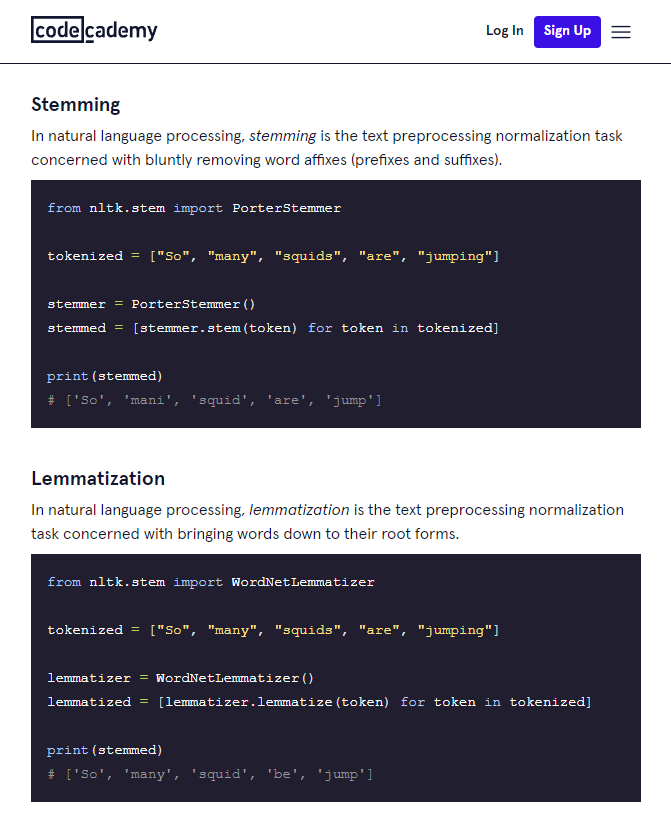 codecademy
Log In
Sign Up
Stemming
In natural language processing, stemming is the text preprocessing normalization task
concerned with bluntly removing word affixes (prefixes and suffixes).
from nltk.stem import PorterStemmer
tokenized = ["So", "many", "squids", "are", "jumping"]
stemmer = PorterStemmer()
stemmed = [stemmer.stem(token) for token in tokenized]
print(stemmed)
# ['So', 'mani', 'squid', 'are', 'jump']
Lemmatization
In natural language processing, lemmatization is the text preprocessing normalization
task concerned with bringing words down to their root forms.
from nltk.stem import WordNetLemmatizer
tokenized = ["So", "many", "squids", "are", "jumping"]
lemmatizer = WordNetLemmatizer()
lemmatized = [lemmatizer.lemmatize(token) for token in tokenized]
print(stemmed)
# ['So', 'many', 'squid', 'be', 'jump']